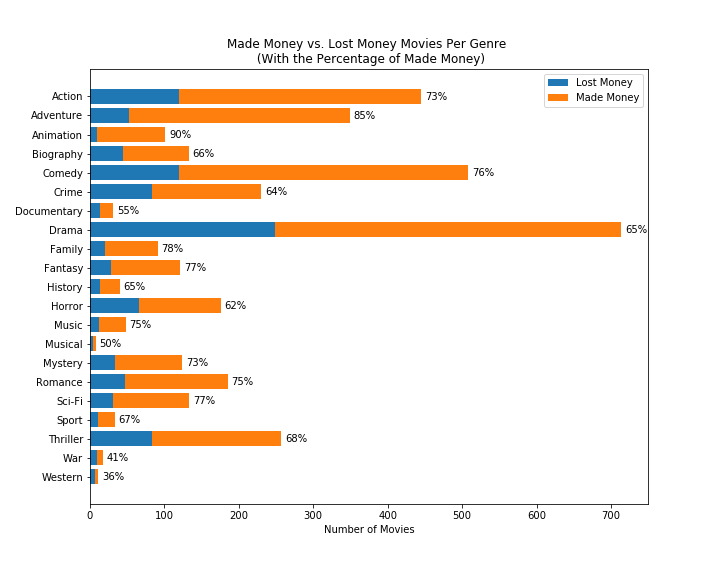 Made Money vs. Lost Money Movies Per Genre
(With the Percentage of Made Money)
Lost Money
Made Money
Action 73%
Adventure 85%
Animation 90%
Biography 66%
Comedy 76%
Crime 64%
Documentary 55%
Drama 65%
Family 78%
Fantasy 77%
History 65%
Horror 62%
Music 75%
Musical 50%
Mystery 73%
Romance 75%
Sci-Fi 77%
Sport 67%
Thriller 68%
War 41%
Western 36%
0 100 200 300 400 500 600 700
Number of Movies